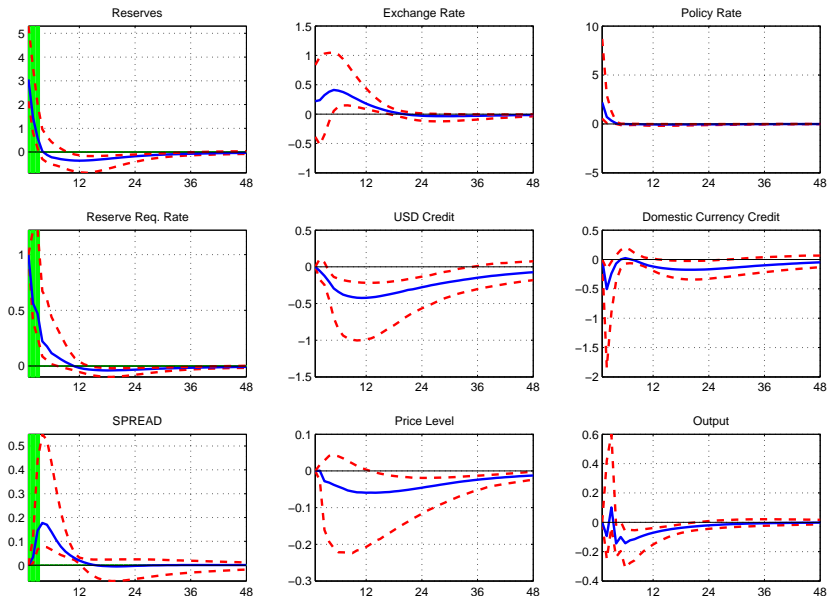 Reserves
5
4
3
2
1
0
12 24 36 48
Exchange Rate
1.5
1
0.5
0
−0.5
−1
12 24 36 48
Policy Rate
10
5
0
−5
12 24 36 48
Reserve Req. Rate
1
0.5
0
12 24 36 48
USD Credit
0.5
0
−0.5
−1
−1.5
12 24 36 48
Domestic Currency Credit
0.5
0
−0.5
−1
−1.5
−2
12 24 36 48
SPREAD
0.5
0.4
0.3
0.2
0.1
0
12 24 36 48
Price Level
0.1
0
−0.1
−0.2
−0.3
12 24 36 48
Output
0.6
0.4
0.2
0
−0.2
−0.4
12 24 36 48